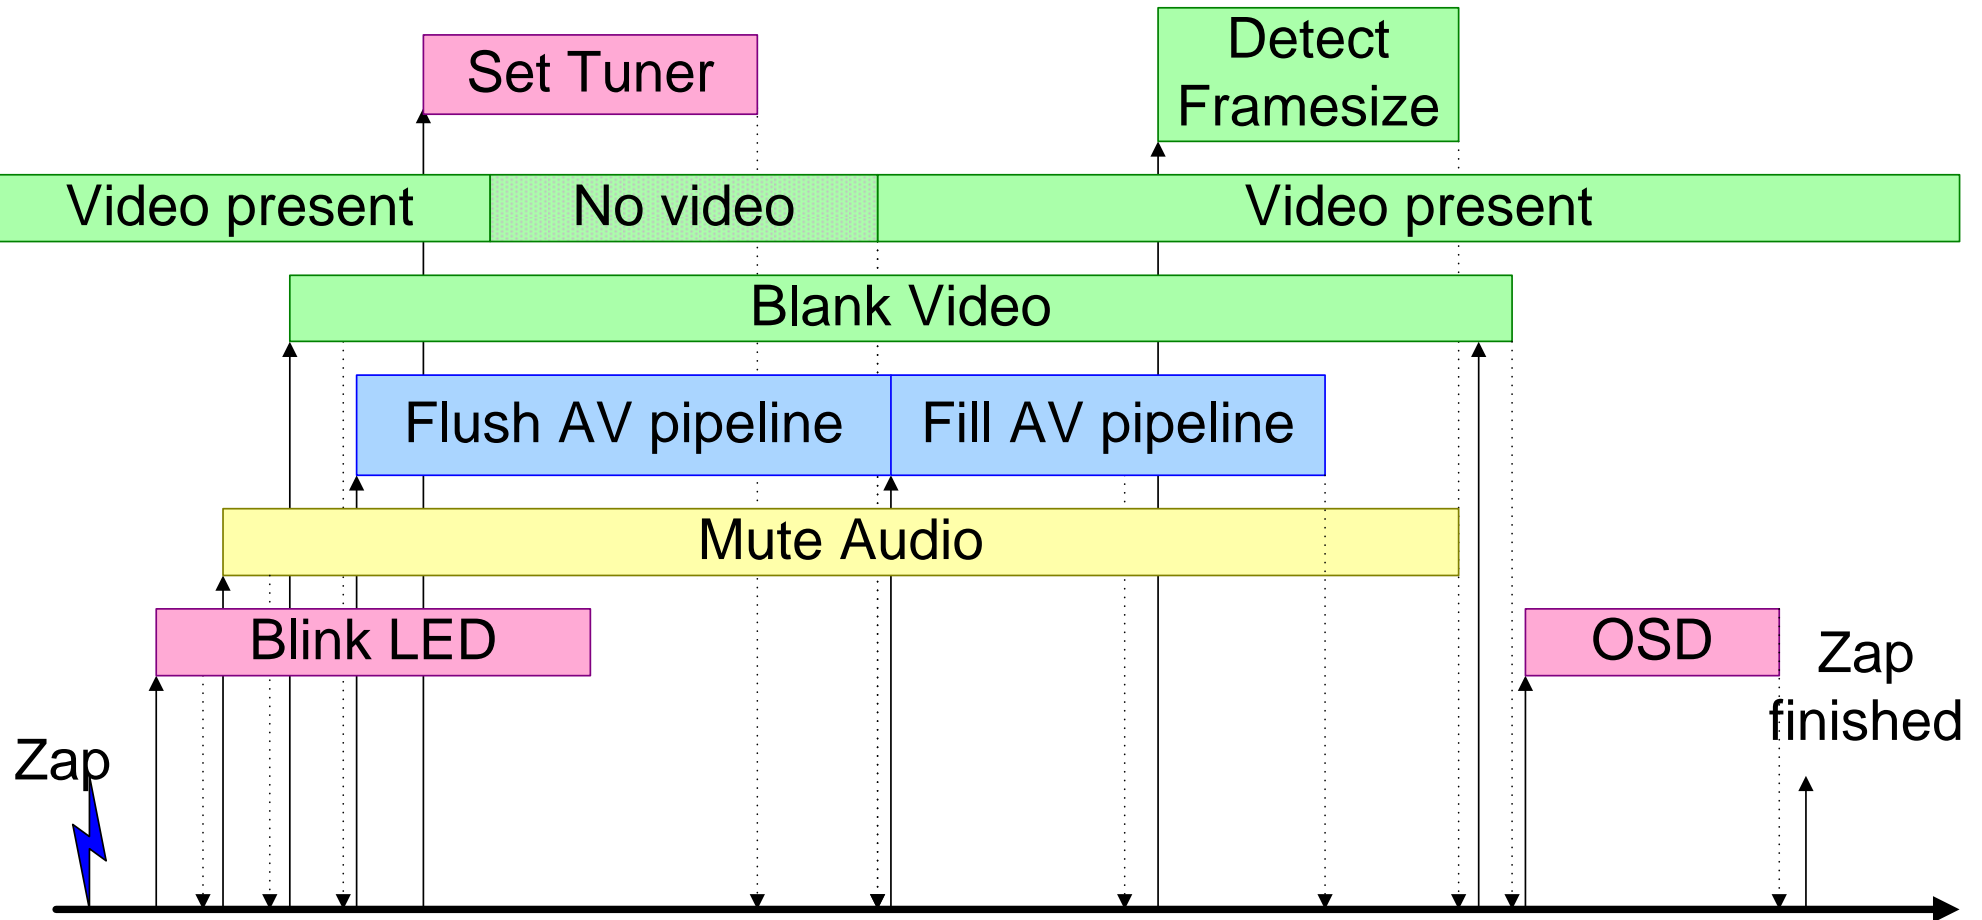 Detect
Framesize
Set Tuner
Video present
No video
Video present
Blank Video
Flush AV pipeline
Fill AV pipeline
Mute Audio
Blink LED
OSD
Zap
finished
Zap